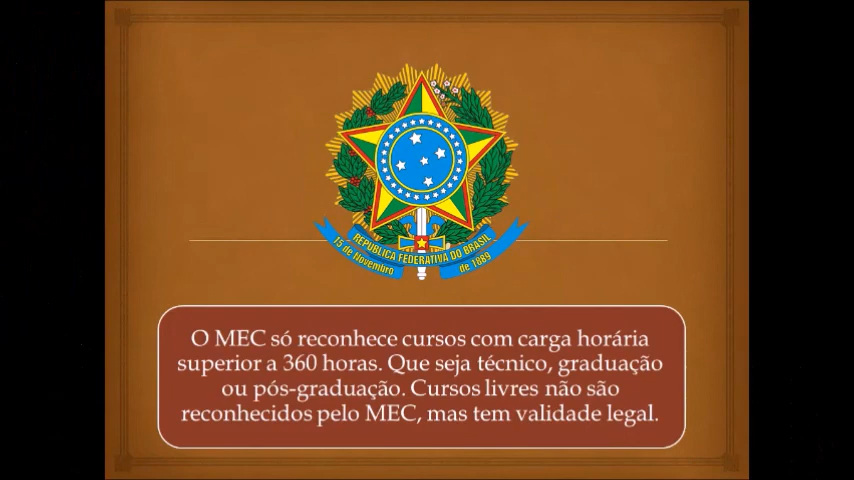 REPUBLICA FEDERATIVA DO BRASIL
15 de Novembro
de 1889
O MEC só reconhece cursos com carga horária
superior a 360 horas. Que seja técnico, graduação
ou pós-graduação. Cursos livres não são
reconhecidos pelo MEC, mas tem validade legal.